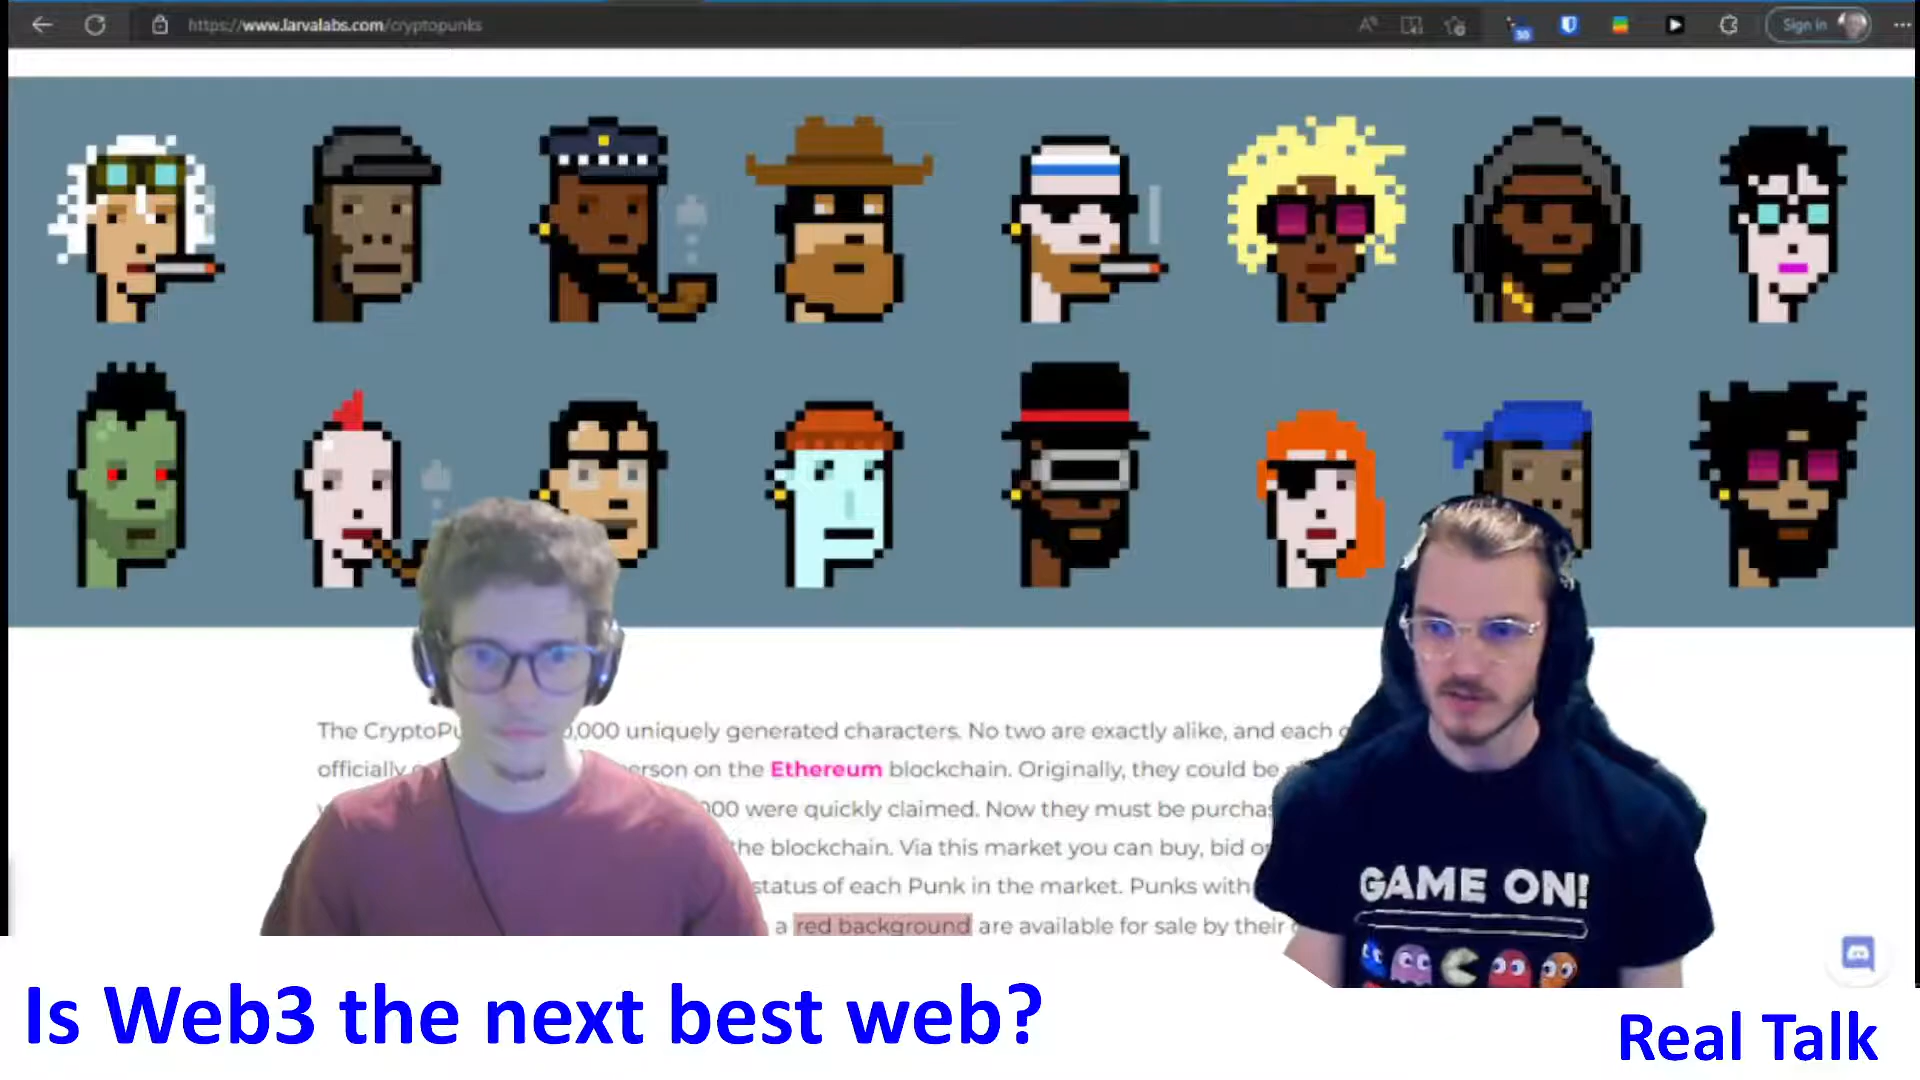 https://www.larvalabs.com/cryptopunks
Sign in
30
The CryptoPu 0,000 uniquely generated characters. No two are exactly alike, and each
officially erson on the Ethereum blockchain. Originally, they could be
000 were quickly claimed. Now they must be purcha
the blockchain. Via this market you can buy, bid
status of each Punk in the market. Punks with
a red background are available for sale by their
GAME ON!
Is Web3 the next best web?
Real Talk